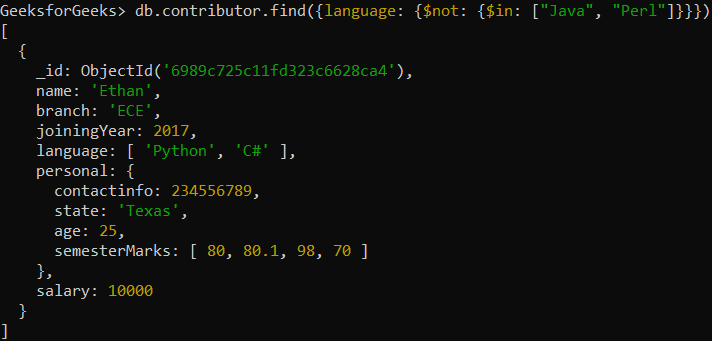 GeeksforGeeks> db.contributor.find({language: {$not: {$in: ["Java", "Perl"]}}})
[
  {
    _id: ObjectId('6989c725c11fd323c6628ca4'),
    name: 'Ethan',
    branch: 'ECE',
    joiningYear: 2017,
    language: [ 'Python', 'C#' ],
    personal: {
      contactinfo: 234556789,
      state: 'Texas',
      age: 25,
      semesterMarks: [ 80, 80.1, 98, 70 ]
    },
    salary: 10000
  }
]